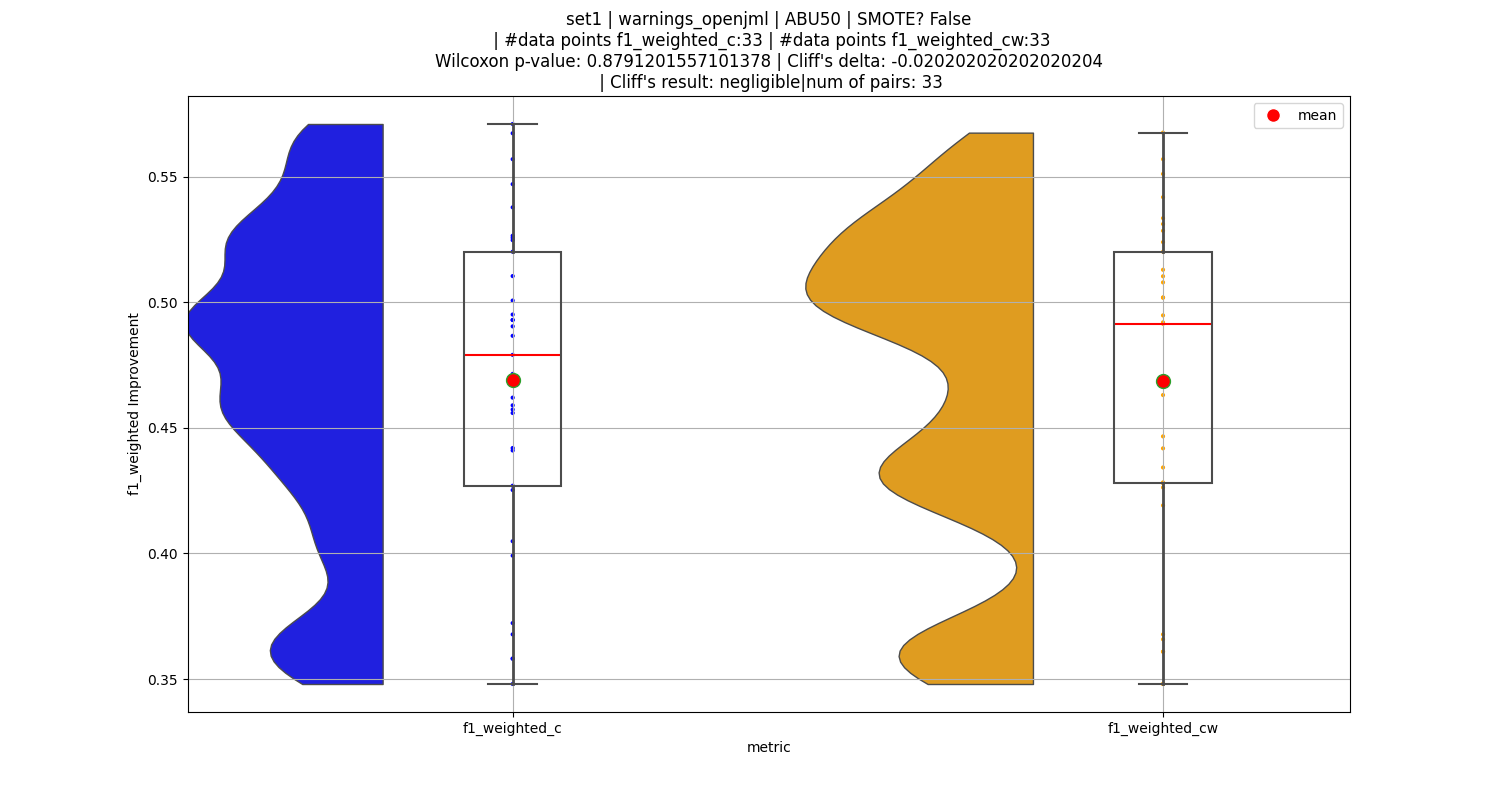 set1 | warnings_openjml | ABU50 | SMOTE? False
| #data points f1_weighted_c:33 | #data points f1_weighted_cw:33
Wilcoxon p-value: 0.8791201557101378 | Cliff's delta: -0.020202020202020204
| Cliff's result: negligible|num of pairs: 33
mean
0.55
0.50
0.45
0.40
0.35
f1_weighted Improvement
f1_weighted_c
f1_weighted_cw
metric